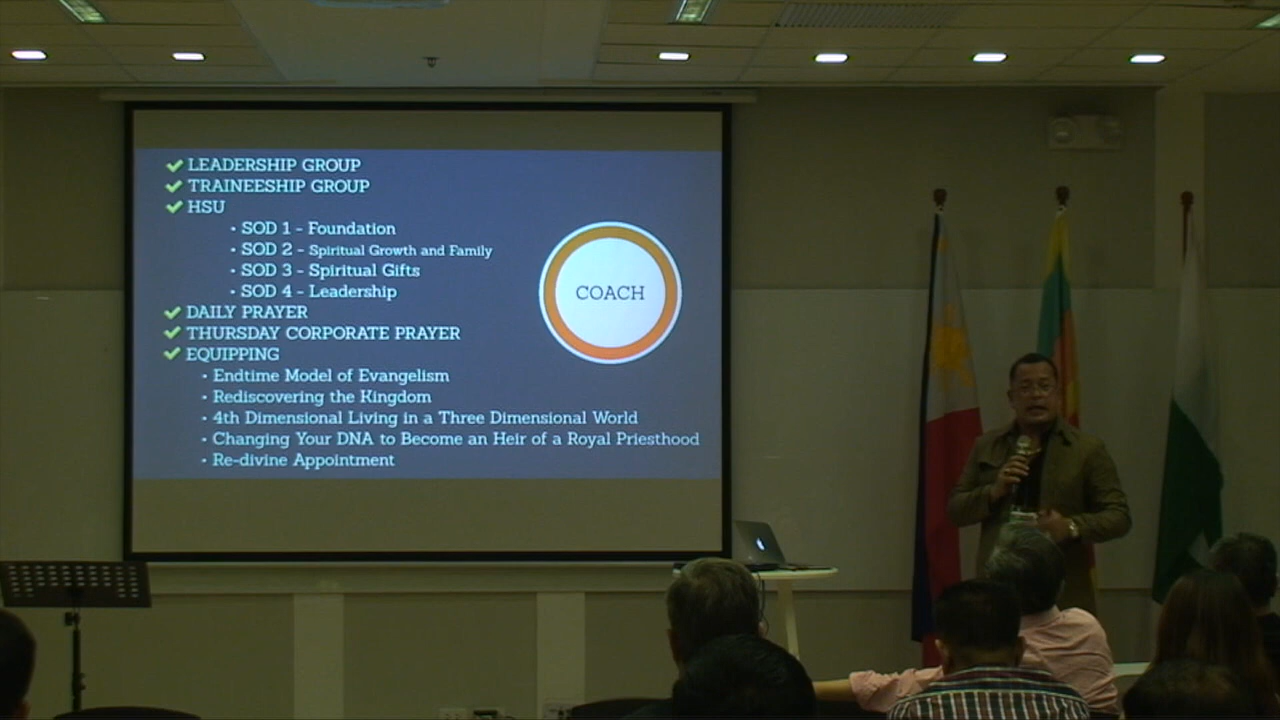 LEADERSHIP GROUP
TRAINEESHIP GROUP
HSU
• SOD 1 - Foundation
• SOD 2 - Spiritual Growth and Family
• SOD 3 - Spiritual Gifts
• SOD 4 - Leadership
DAILY PRAYER
THURSDAY CORPORATE PRAYER
EQUIPPING
• Endtime Model of Evangelism
• Rediscovering the Kingdom
• 4th Dimensional Living in a Three Dimensional World
• Changing Your DNA to Become an Heir of a Royal Priesthood
• Re-divine Appointment
COACH